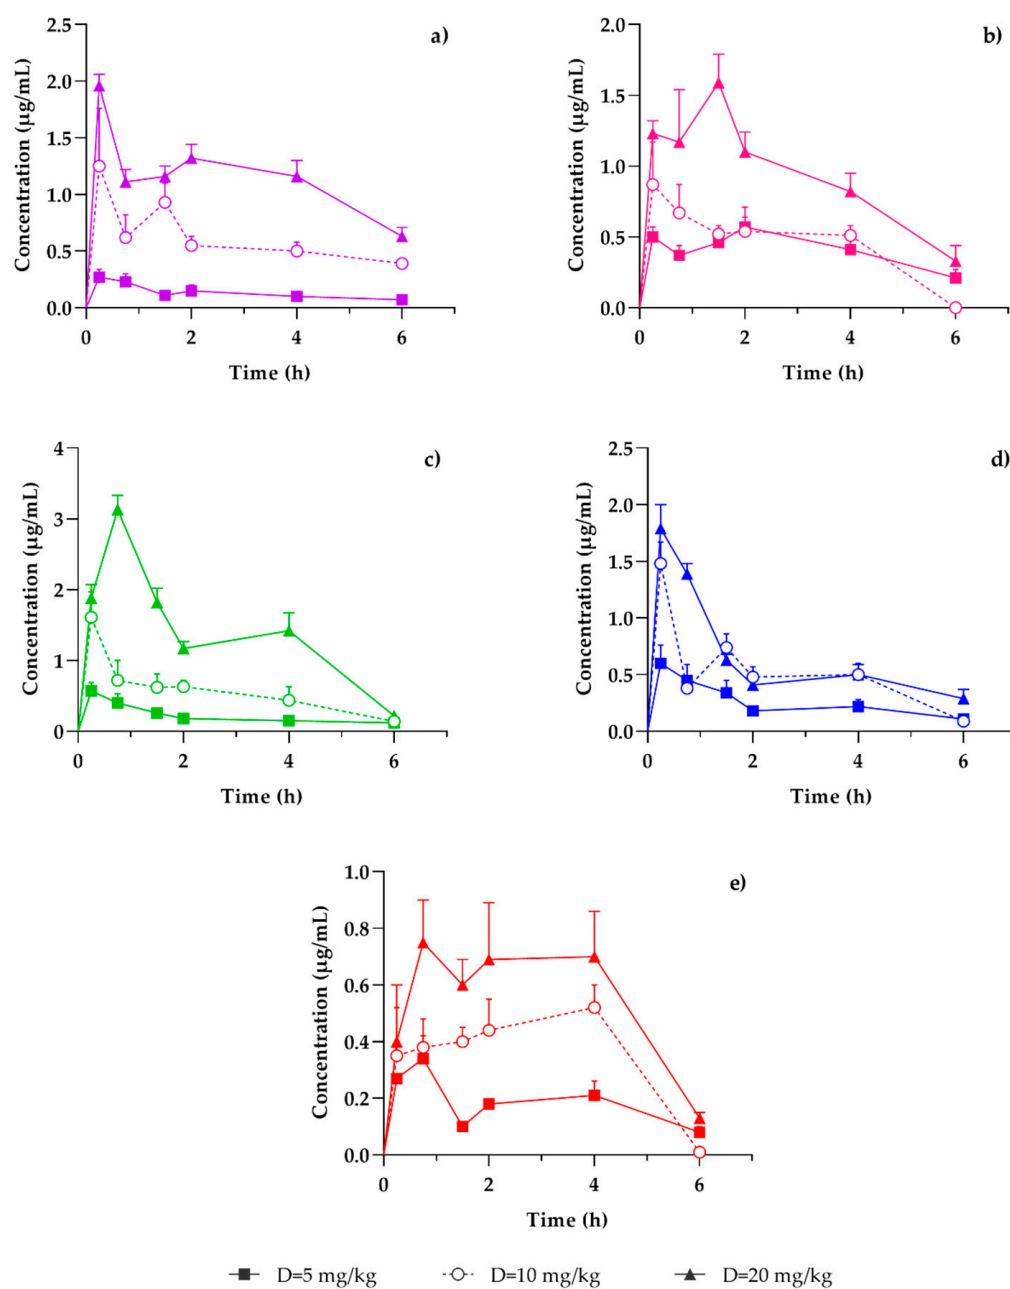 a)
2.5
2.0
1.5
1.0
0.5
0.0
0 2 4 6
Concentration (µg/mL)
Time (h)
b)
2.0
1.5
1.0
0.5
0.0
0 2 4 6
Concentration (µg/mL)
Time (h)
c)
4
3
2
1
0
0 2 4 6
Concentration (µg/mL)
Time (h)
d)
2.5
2.0
1.5
1.0
0.5
0.0
0 2 4 6
Concentration (µg/mL)
Time (h)
e)
1.0
0.8
0.6
0.4
0.2
0.0
0 2 4 6
Concentration (µg/mL)
Time (h)
D=5 mg/kg D=10 mg/kg D=20 mg/kg